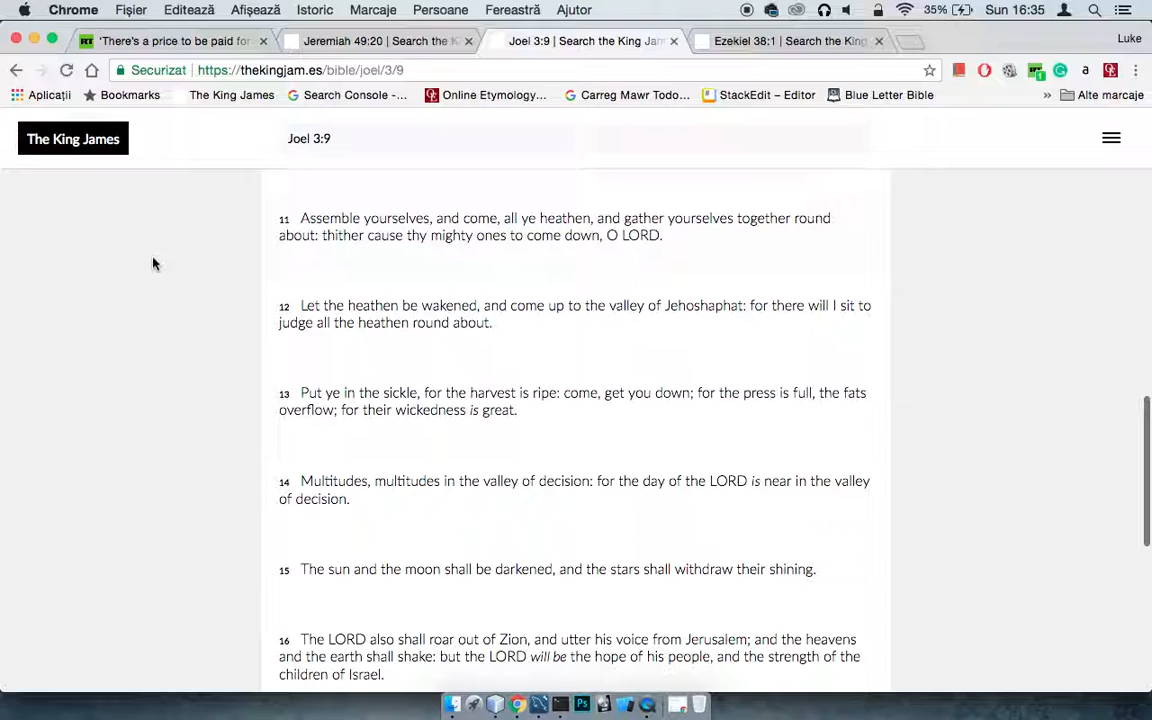 Chrome Fișier Editează Afișează Istoric Marcaje Persoane Fereastră Ajutor 35% Sun 16:35
RT 'There's a price to be paid for Jeremiah 49:20 | Search the K Joel 3:9 | Search the King Jam Ezekiel 38:1 | Search the King Luke
Securizat https://thekingjam.es/bible/joel/3/9
Aplicații Bookmarks The King James Search Console -... Online Etymology... Carreg Mawr Todo... StackEdit – Editor Blue Letter Bible » Alte marcaje
The King James Joel 3:9
11 Assemble yourselves, and come, all ye heathen, and gather yourselves together round
about: thither cause thy mighty ones to come down, O LORD.
12 Let the heathen be wakened, and come up to the valley of Jehoshaphat: for there will I sit to
judge all the heathen round about.
13 Put ye in the sickle, for the harvest is ripe: come, get you down; for the press is full, the fats
overflow; for their wickedness is great.
14 Multitudes, multitudes in the valley of decision: for the day of the LORD is near in the valley
of decision.
15 The sun and the moon shall be darkened, and the stars shall withdraw their shining.
16 The LORD also shall roar out of Zion, and utter his voice from Jerusalem; and the heavens
and the earth shall shake: but the LORD will be the hope of his people, and the strength of the
children of Israel.